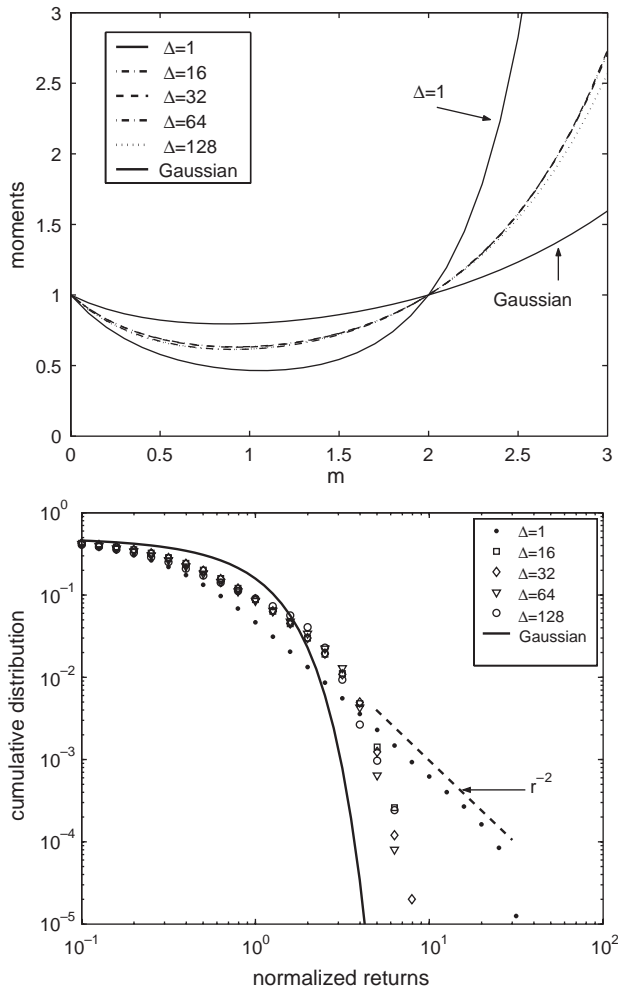 3
2.5
2
1.5
1
0.5
0
moments
Δ=1
Δ=16
Δ=32
Δ=64
Δ=128
Gaussian
Δ=1
Gaussian
0 0.5 1 1.5 2 2.5 3
m
10^0
10^-1
10^-2
10^-3
10^-4
10^-5
cumulative distribution
Δ=1
Δ=16
Δ=32
Δ=64
Δ=128
Gaussian
r^-2
10^-1 10^0 10^1 10^2
normalized returns